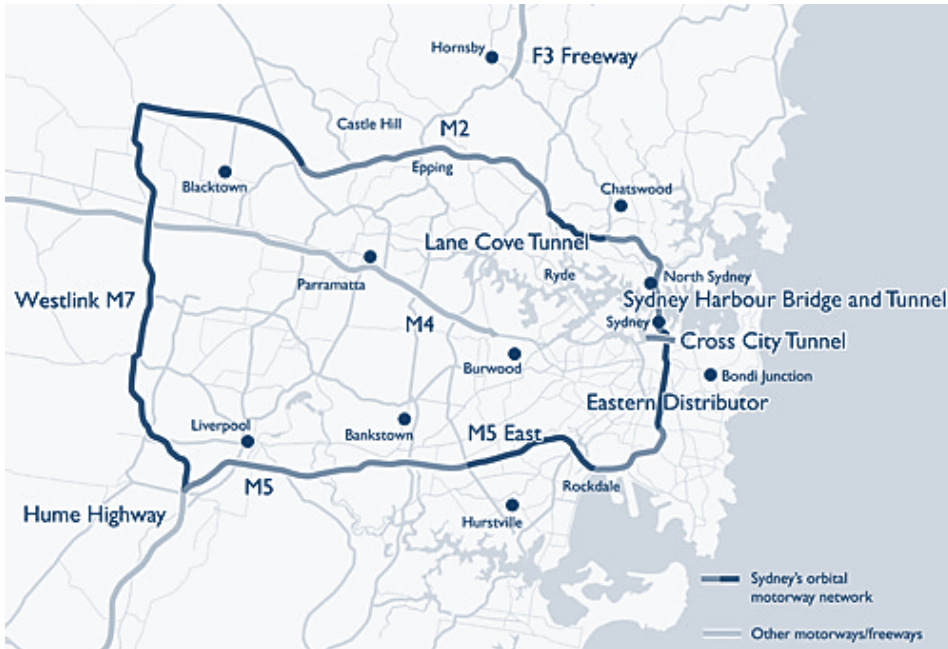 Hornsby
F3 Freeway
Castle Hill
M2
Epping
Blacktown
Chatswood
Lane Cove Tunnel
Ryde
Parramatta
North Sydney
Westlink M7
Sydney Harbour Bridge and Tunnel
M4
Sydney
Cross City Tunnel
Burwood
Bondi Junction
Eastern Distributor
Liverpool
Bankstown
M5 East
M5
Rockdale
Hume Highway
Hurstville
Sydney's orbital
motorway network
Other motorways/freeways